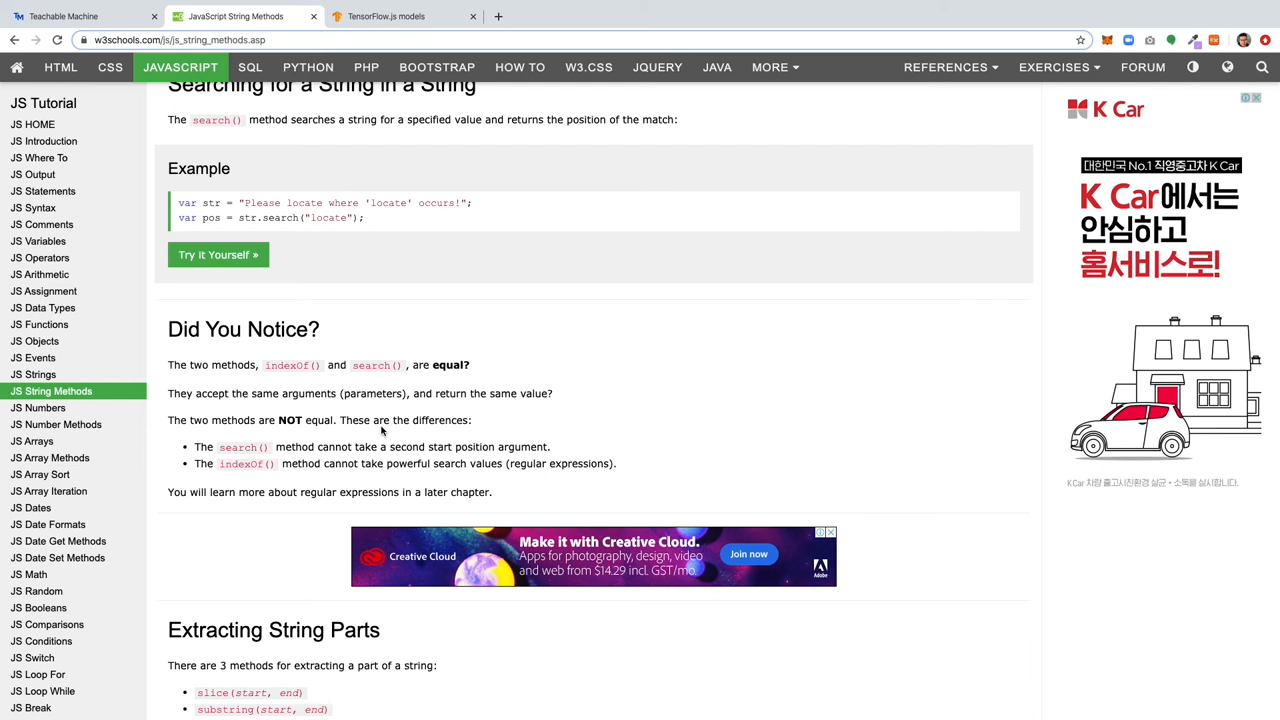 Teachable Machine
JavaScript String Methods
TensorFlow.js models
w3schools.com/js/js_string_methods.asp
HTML CSS JAVASCRIPT SQL PYTHON PHP BOOTSTRAP HOW TO W3.CSS JQUERY JAVA MORE REFERENCES EXERCISES FORUM
JS Tutorial
JS HOME
JS Introduction
JS Where To
JS Output
JS Statements
JS Syntax
JS Comments
JS Variables
JS Operators
JS Arithmetic
JS Assignment
JS Data Types
JS Functions
JS Objects
JS Events
JS Strings
JS String Methods
JS Numbers
JS Number Methods
JS Arrays
JS Array Methods
JS Array Sort
JS Array Iteration
JS Dates
JS Date Formats
JS Date Get Methods
JS Date Set Methods
JS Math
JS Random
JS Booleans
JS Comparisons
JS Conditions
JS Switch
JS Loop For
JS Loop While
JS Break
Searching for a String in a String
The search() method searches a string for a specified value and returns the position of the match:
Example
var str = "Please locate where 'locate' occurs!";
var pos = str.search("locate");
Try it Yourself »
Did You Notice?
The two methods, indexOf() and search(), are equal?
They accept the same arguments (parameters), and return the same value?
The two methods are NOT equal. These are the differences:
• The search() method cannot take a second start position argument.
• The indexOf() method cannot take powerful search values (regular expressions).
You will learn more about regular expressions in a later chapter.
Creative Cloud
Make it with Creative Cloud.
Apps for photography, design, video
and web from $14.29 incl. GST/mo.
Join now
Adobe
Extracting String Parts
There are 3 methods for extracting a part of a string:
• slice(start, end)
• substring(start, end)
K Car
대한민국 No.1 직영중고차 K Car
K Car에서는
안심하고
홈서비스로!
K Car 차량 출고시 친환경 살균 • 소독을 실시합니다.